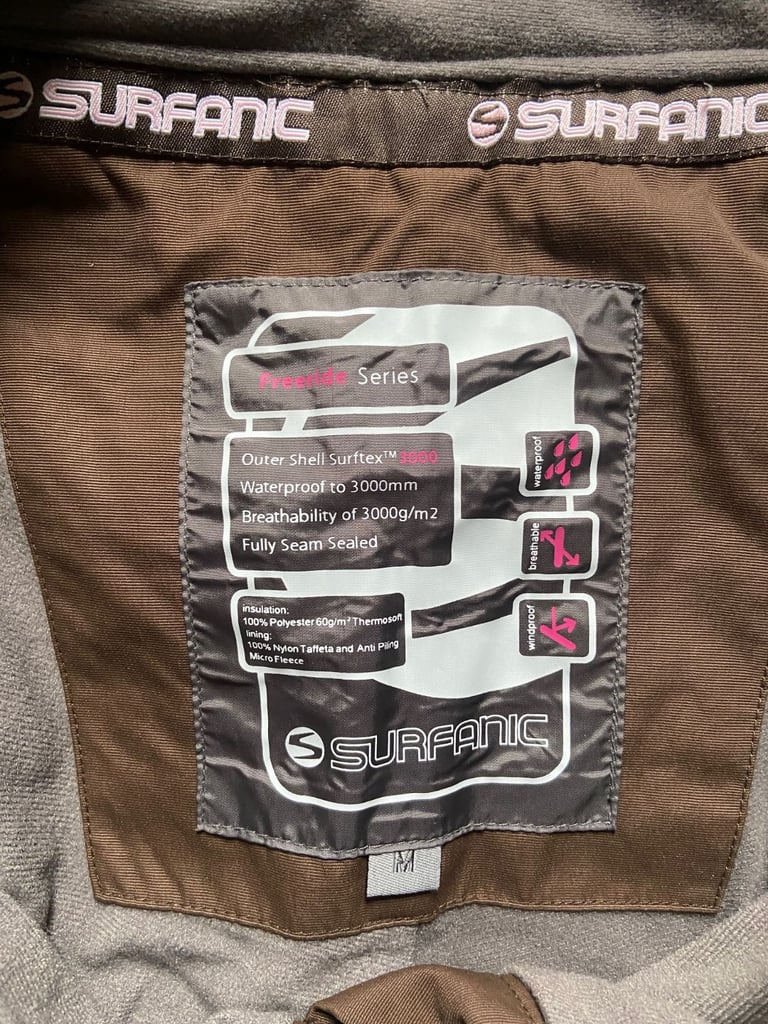 SURFANIC SURFANIC
Freeride Series
Outer Shell Surftex™ 3000
Waterproof to 3000mm
Breathability of 3000g/m2
Fully Seam Sealed
waterproof
breathable
windproof
insulation:
100% Polyester 60g/m² Thermosoft
lining:
100% Nylon Taffeta and Anti Piling
Micro Fleece
SURFANIC
M